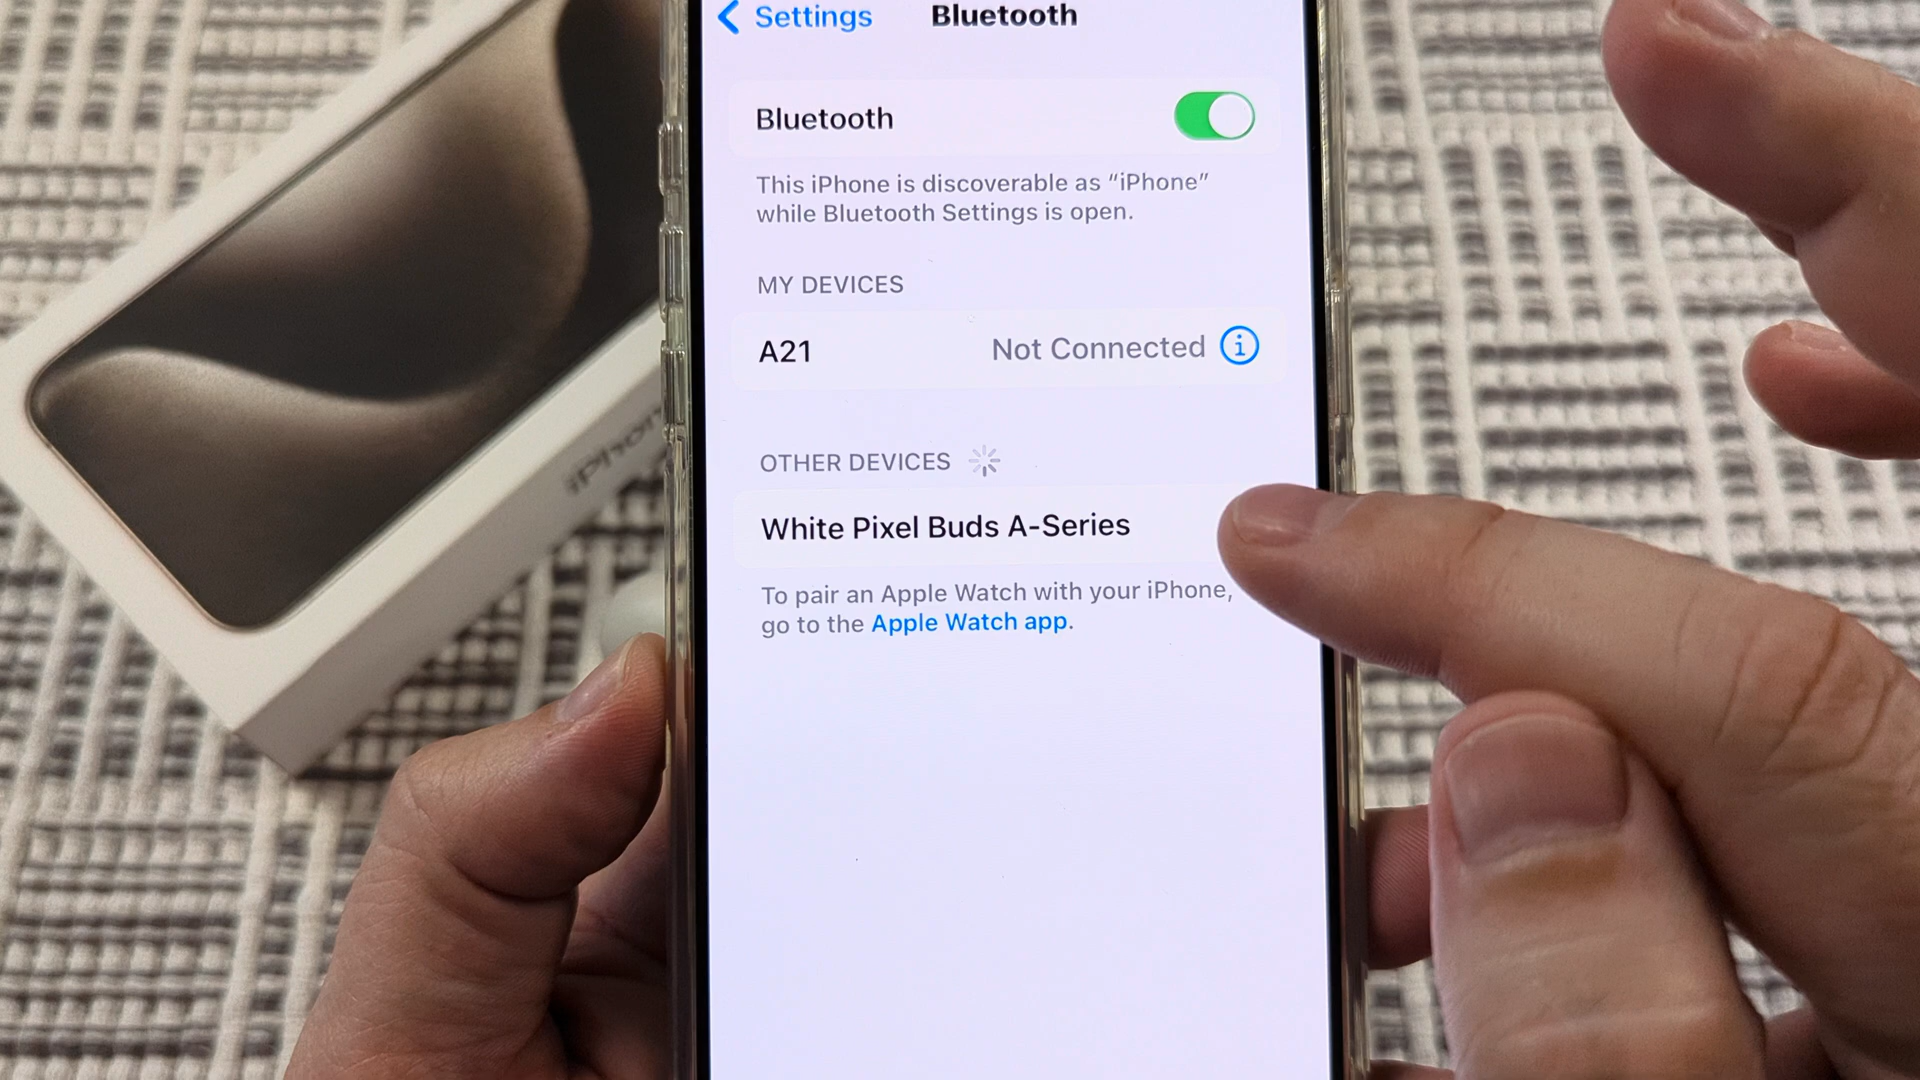 Settings Bluetooth
Bluetooth
This iPhone is discoverable as “iPhone”
while Bluetooth Settings is open.
MY DEVICES
A21 Not Connected
OTHER DEVICES
White Pixel Buds A-Series
To pair an Apple Watch with your iPhone,
go to the Apple Watch app.
iPhone